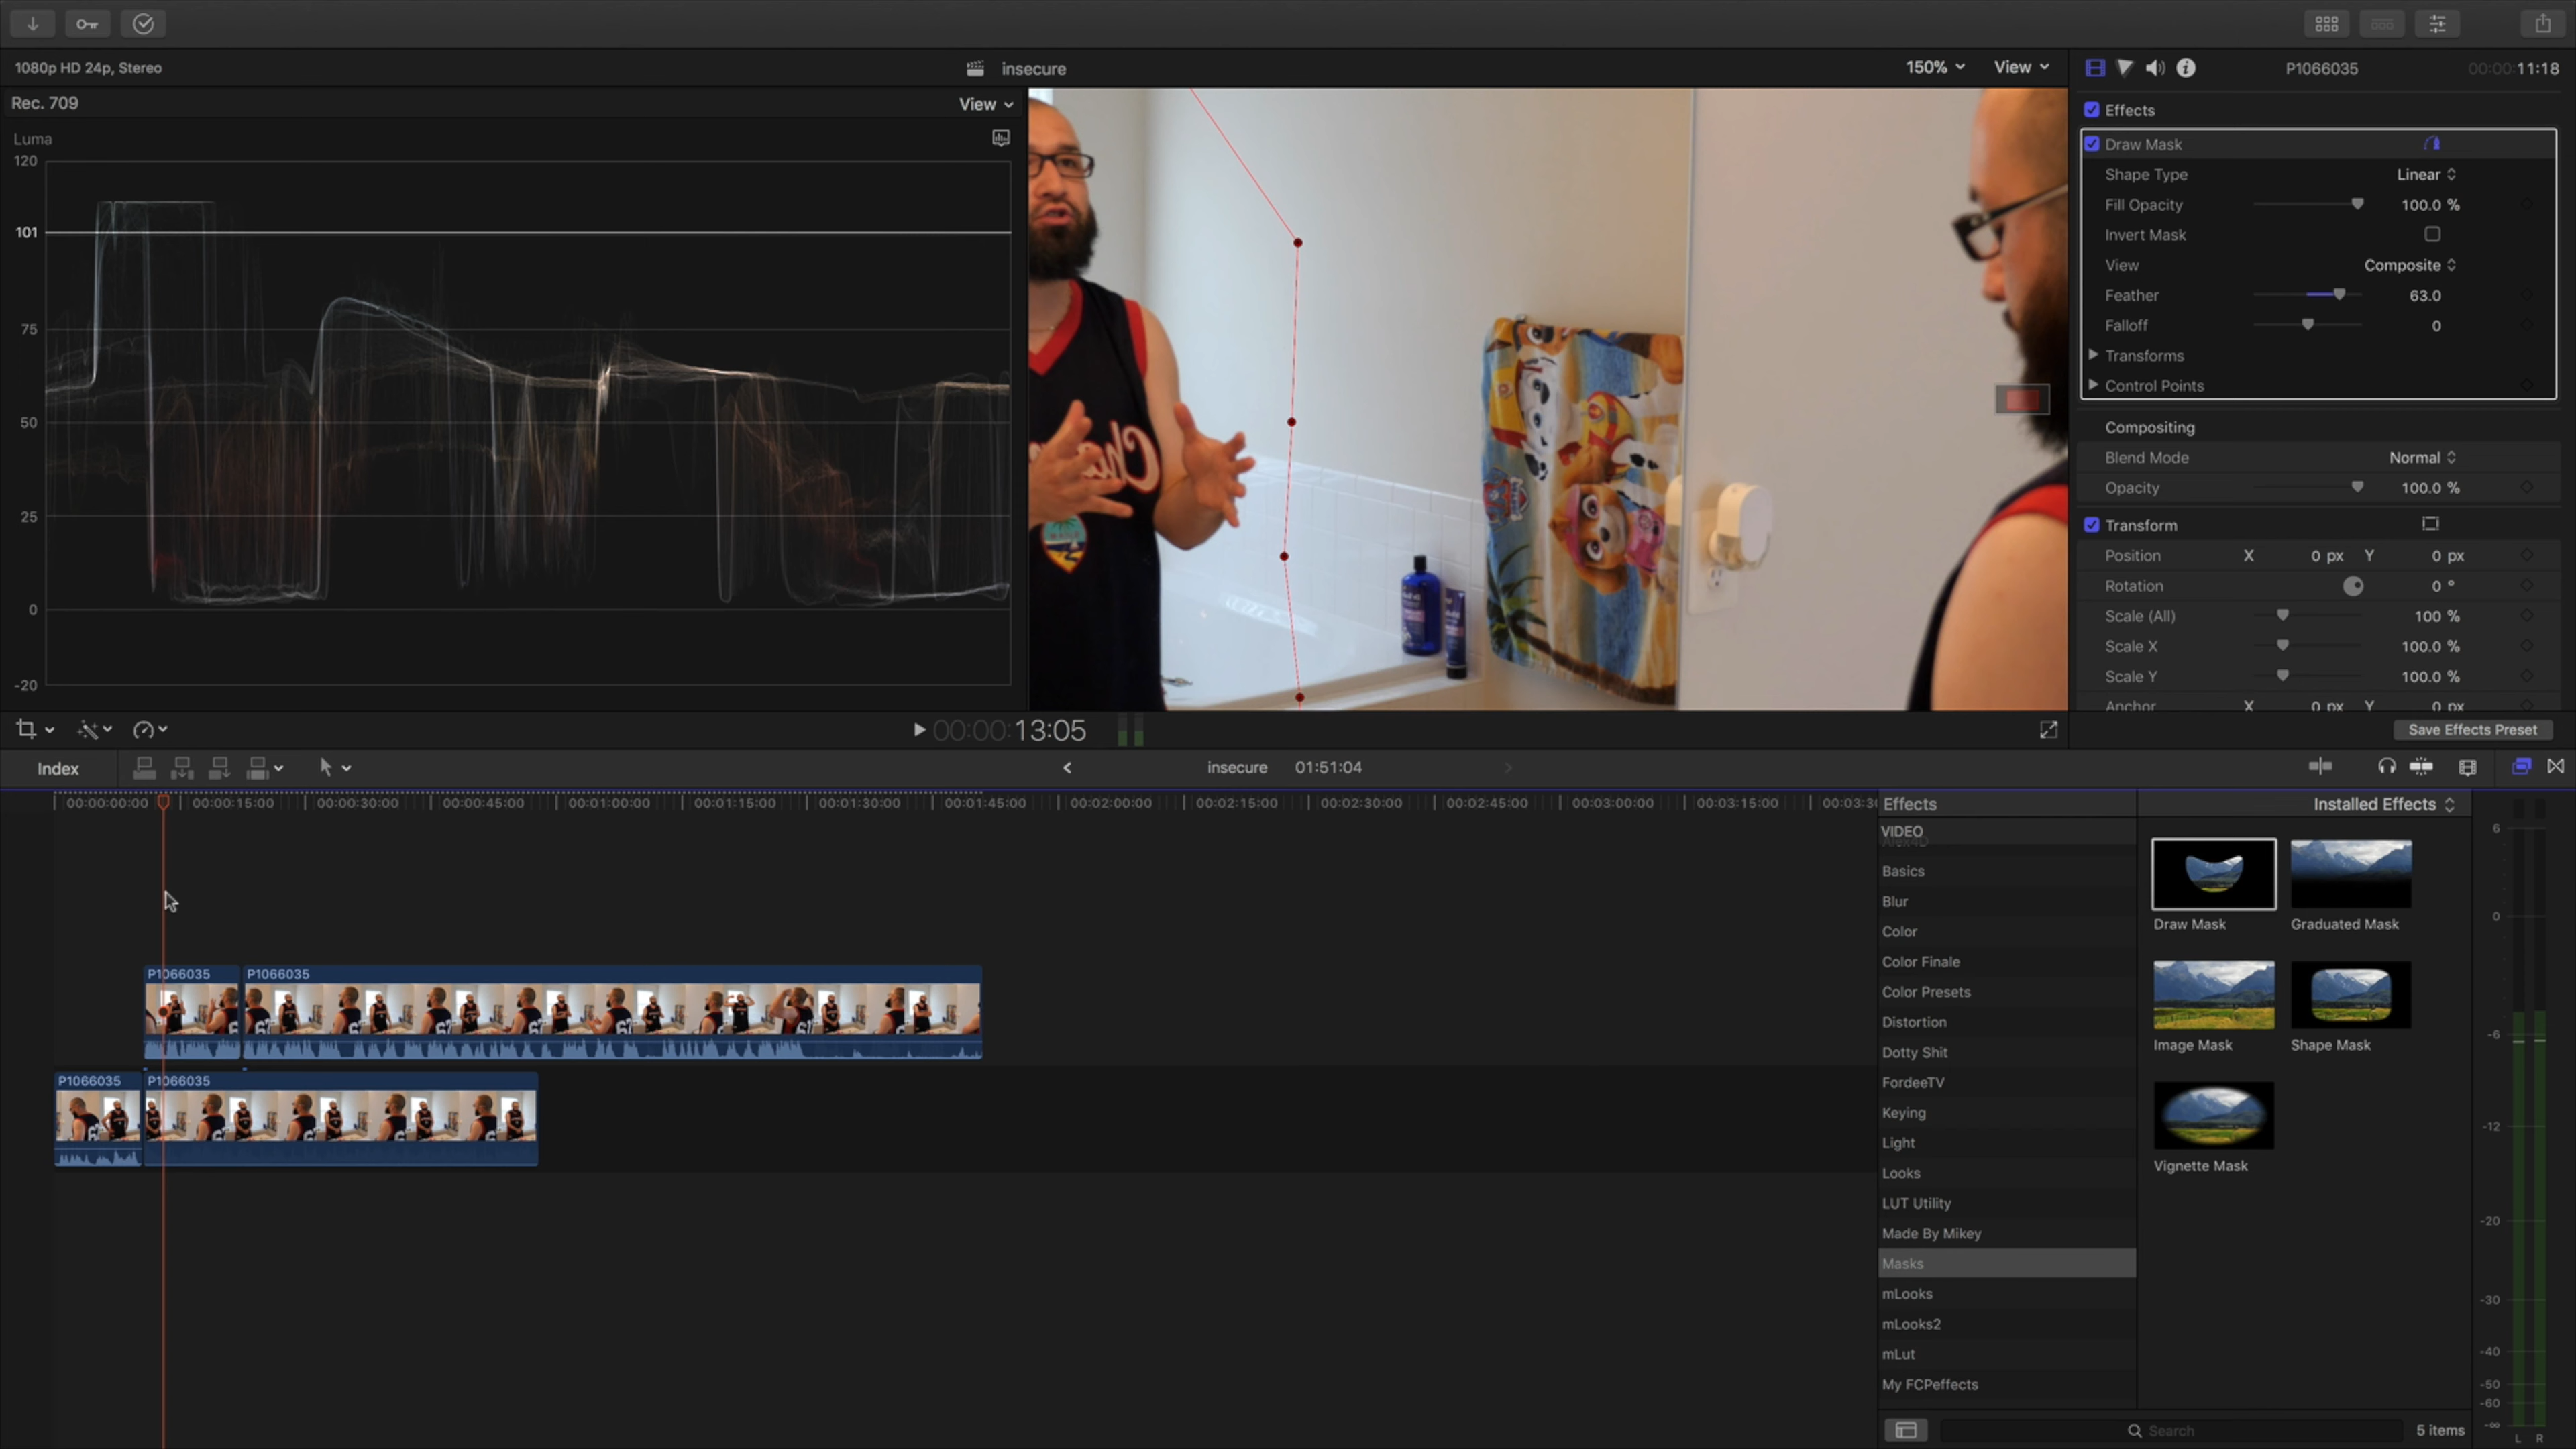 1080p HD 24p, Stereo
insecure
150%
View
P1066035
00:00:11:18
Rec. 709
View
Luma
120
101
75
50
25
0
-20
Effects
Draw Mask
Shape Type Linear
Fill Opacity 100.0 %
Invert Mask
View Composite
Feather 63.0
Falloff 0
Transforms
Control Points
Compositing
Blend Mode Normal
Opacity 100.0 %
Transform
Position X 0 px Y 0 px
Rotation 0 °
Scale (All) 100 %
Scale X 100.0 %
Scale Y 100.0 %
Anchor X 0 px Y 0 px
00:00:13:05
Save Effects Preset
Index
insecure 01:51:04
00:00:00:00 00:00:15:00 00:00:30:00 00:00:45:00 00:01:00:00 00:01:15:00 00:01:30:00 00:01:45:00 00:02:00:00 00:02:15:00 00:02:30:00 00:02:45:00 00:03:00:00 00:03:15:00 00:03:3
P1066035 P1066035
P1066035 P1066035
Effects
Installed Effects
VIDEO
Alex4D
Basics
Blur
Color
Color Finale
Color Presets
Distortion
Dotty Shit
FordeeTV
Keying
Light
Looks
LUT Utility
Made By Mikey
Masks
mLooks
mLooks2
mLut
My FCPeffects
Draw Mask
Graduated Mask
Image Mask
Shape Mask
Vignette Mask
Search
5 items
6
0
-6
-12
-20
-30
-40
-50
-60
-∞
L R